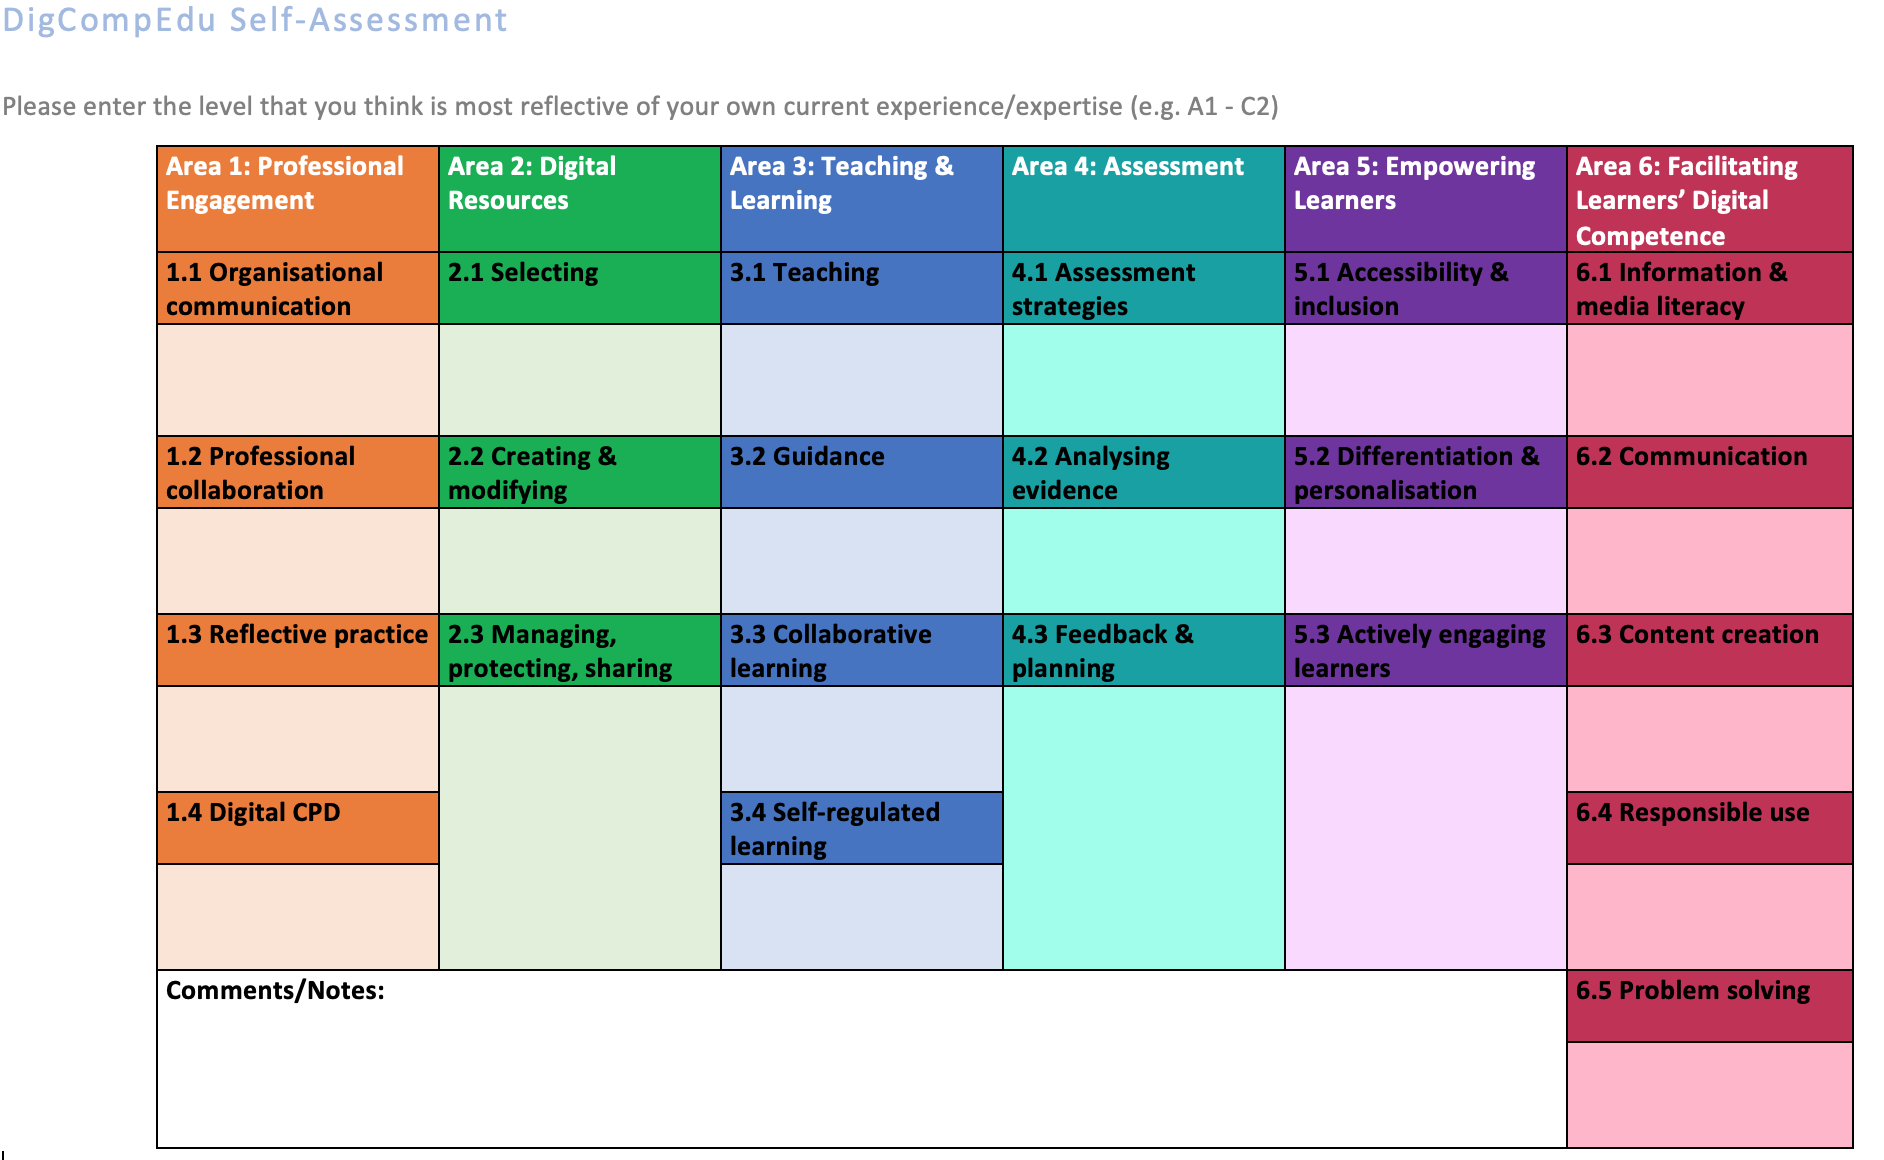 DigCompEdu Self-Assessment
Please enter the level that you think is most reflective of your own current experience/expertise (e.g. A1 - C2)
Area 1: Professional
Engagement
Area 2: Digital
Resources
Area 3: Teaching &
Learning
Area 4: Assessment
Area 5: Empowering
Learners
Area 6: Facilitating
Learners’ Digital
Competence
1.1 Organisational
communication
2.1 Selecting
3.1 Teaching
4.1 Assessment
strategies
5.1 Accessibility &
inclusion
6.1 Information &
media literacy
1.2 Professional
collaboration
2.2 Creating &
modifying
3.2 Guidance
4.2 Analysing
evidence
5.2 Differentiation &
personalisation
6.2 Communication
1.3 Reflective practice
2.3 Managing,
protecting, sharing
3.3 Collaborative
learning
4.3 Feedback &
planning
5.3 Actively engaging
learners
6.3 Content creation
1.4 Digital CPD
3.4 Self-regulated
learning
6.4 Responsible use
Comments/Notes:
6.5 Problem solving